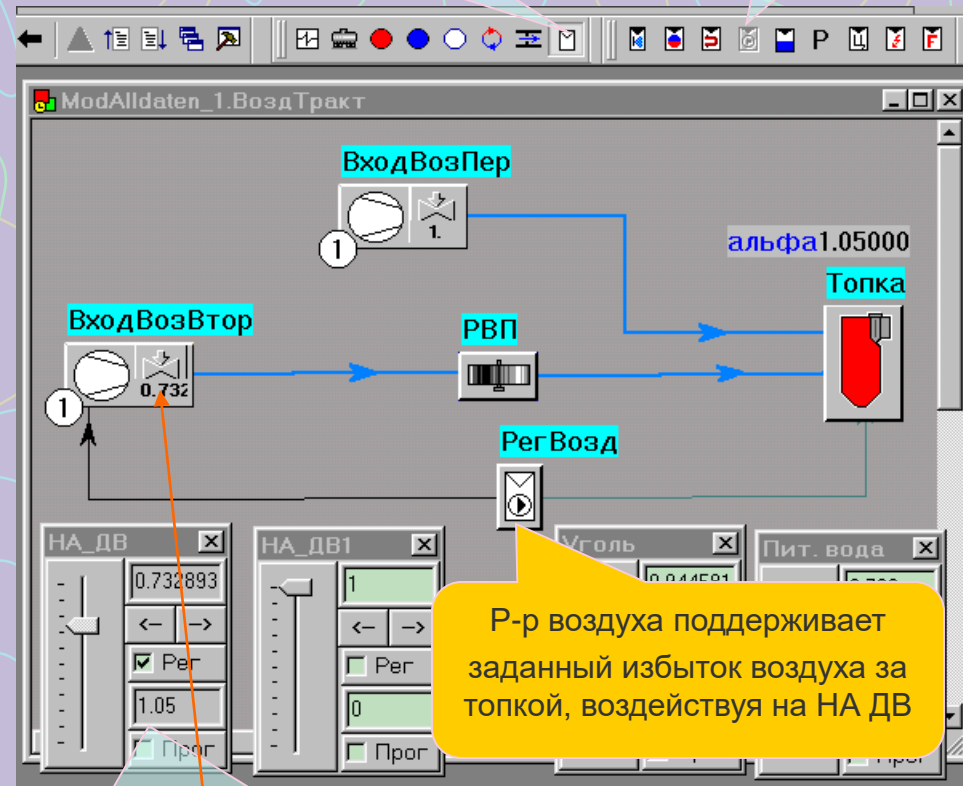 Р
ModAlldaten_1.ВоздТракт
ВходВозПер
1.
1
альфа1.05000
Топка
ВходВозВтор
РВП
0.732
1
РегВозд
НА_ДВ
НА_ДВ1
Уголь
Пит. вода
0.732893
1
<-- -->
<-- -->
Рег
Рег
1.05
0
Прог
Прог
Р-р воздуха поддерживает
заданный избыток воздуха за
топкой, воздействуя на НА ДВ